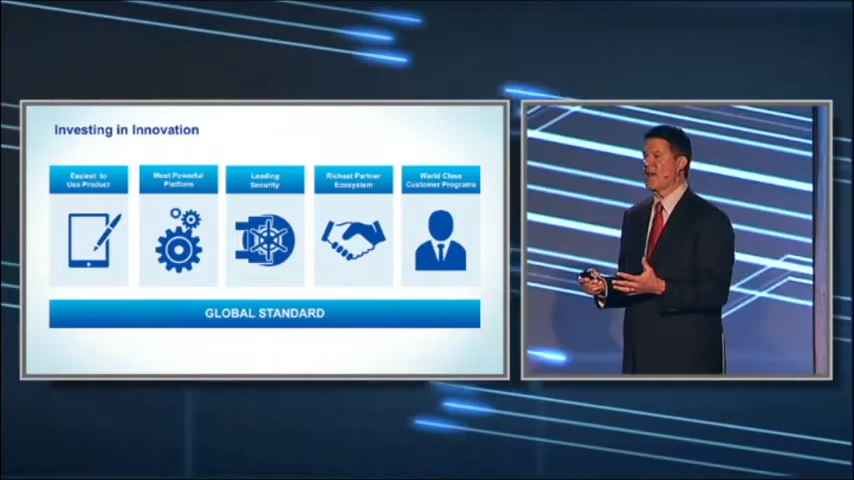 Investing in Innovation
Easiest to
Use Product
Most Powerful
Platform
Leading
Security
Richest Partner
Ecosystem
World Class
Customer Programs
GLOBAL STANDARD